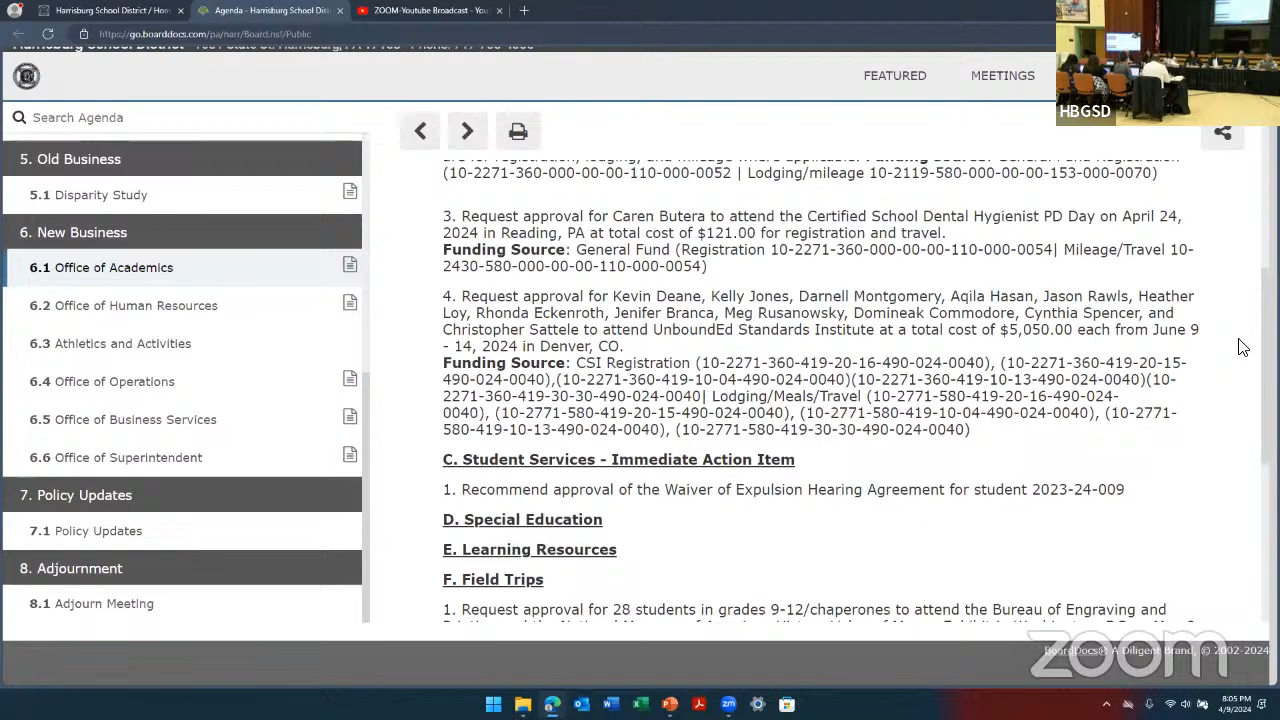 Harrisburg School District / Hom
Agenda - Harrisburg School Distri
ZOOM-Youtube Broadcast - YouTu
https://go.boarddocs.com/pa/harr/Board.nsf/Public
FEATURED
MEETINGS
HBGSD
Search Agenda
5. Old Business
5.1 Disparity Study
6. New Business
6.1 Office of Academics
6.2 Office of Human Resources
6.3 Athletics and Activities
6.4 Office of Operations
6.5 Office of Business Services
6.6 Office of Superintendent
7. Policy Updates
7.1 Policy Updates
8. Adjournment
8.1 Adjourn Meeting
(10-2271-360-000-00-00-110-000-0052 | Lodging/mileage 10-2119-580-000-00-00-153-000-0070)
3. Request approval for Caren Butera to attend the Certified School Dental Hygienist PD Day on April 24,
2024 in Reading, PA at total cost of $121.00 for registration and travel.
Funding Source: General Fund (Registration 10-2271-360-000-00-00-110-000-0054| Mileage/Travel 10-
2430-580-000-00-00-110-000-0054)
4. Request approval for Kevin Deane, Kelly Jones, Darnell Montgomery, Aqila Hasan, Jason Rawls, Heather
Loy, Rhonda Eckenroth, Jenifer Branca, Meg Rusanowsky, Domineak Commodore, Cynthia Spencer, and
Christopher Sattele to attend UnboundEd Standards Institute at a total cost of $5,050.00 each from June 9
- 14, 2024 in Denver, CO.
Funding Source: CSI Registration (10-2271-360-419-20-16-490-024-0040), (10-2271-360-419-20-15-
490-024-0040),(10-2271-360-419-10-04-490-024-0040)(10-2271-360-419-10-13-490-024-0040)(10-
2271-360-419-30-30-490-024-0040| Lodging/Meals/Travel (10-2771-580-419-20-16-490-024-
0040), (10-2771-580-419-20-15-490-024-0040), (10-2771-580-419-10-04-490-024-0040), (10-2771-
580-419-10-13-490-024-0040), (10-2771-580-419-30-30-490-024-0040)
C. Student Services - Immediate Action Item
1. Recommend approval of the Waiver of Expulsion Hearing Agreement for student 2023-24-009
D. Special Education
E. Learning Resources
F. Field Trips
1. Request approval for 28 students in grades 9-12/chaperones to attend the Bureau of Engraving and
BoardDocs® A Diligent Brand, © 2002-2024
zoom
8:05 PM
4/9/2024